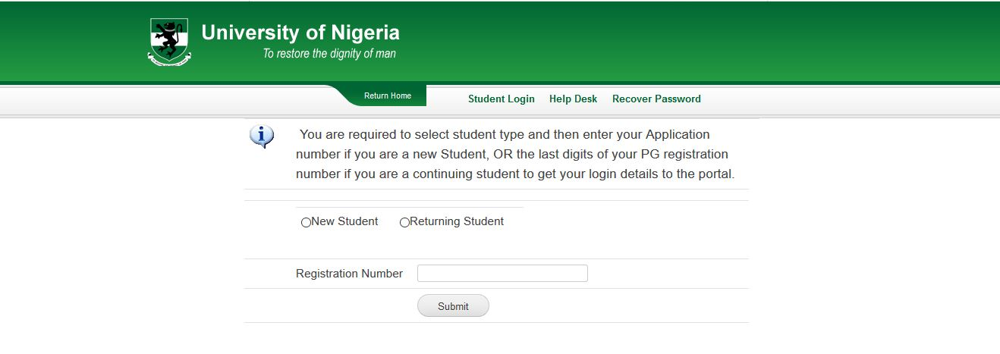 University of Nigeria
To restore the dignity of man
Return Home
Student Login Help Desk Recover Password
You are required to select student type and then enter your Application
number if you are a new Student, OR the last digits of your PG registration
number if you are a continuing student to get your login details to the portal.
New Student Returning Student
Registration Number
Submit